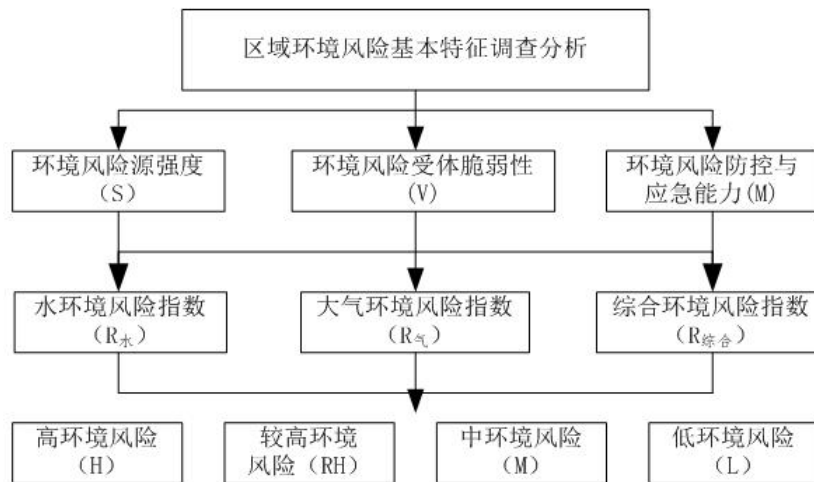 区域环境风险基本特征调查分析
环境风险源强度
（S）
环境风险受体脆弱性
(V)
环境风险防控与
应急能力(M)
水环境风险指数
（R水）
大气环境风险指数
（R气）
综合环境风险指数
（R综合）
高环境风险
（H）
较高环境
风险（RH）
中环境风险
（M）
低环境风险
（L）